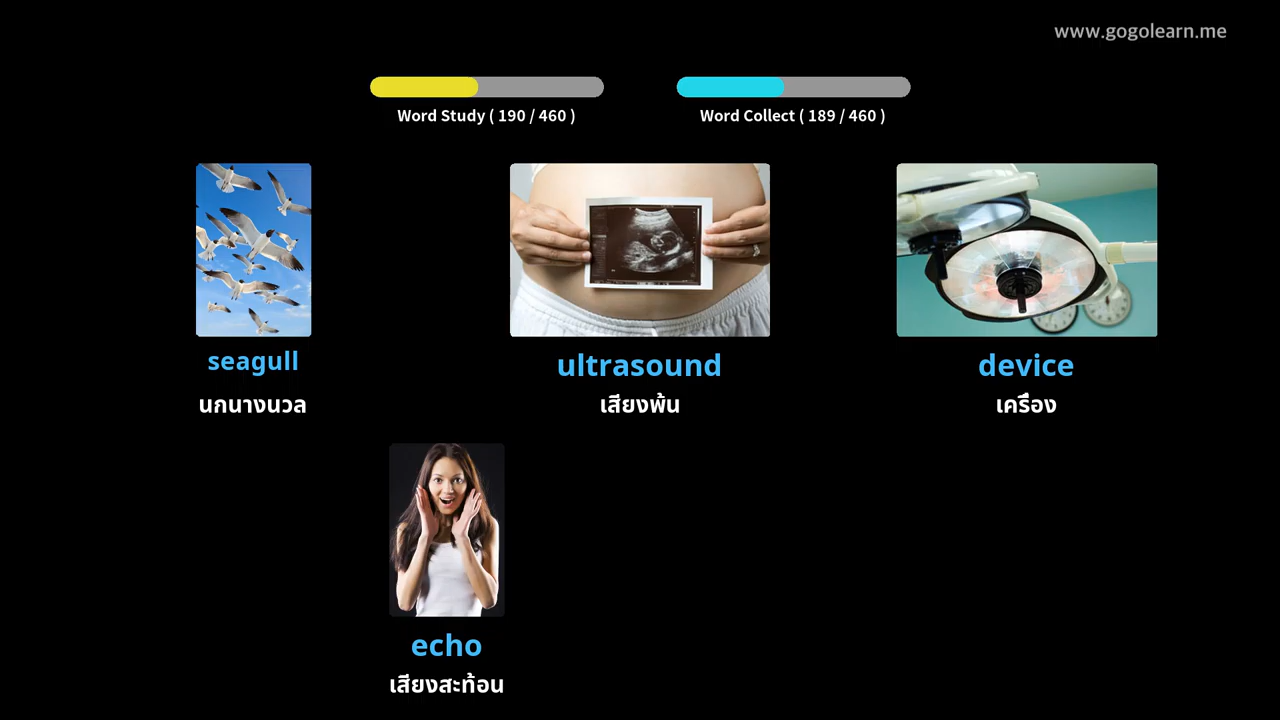 www.gogolearn.me
Word Study ( 190 / 460 )
Word Collect ( 189 / 460 )
seagull
ultrasound
device
นกนางนวล
เสียงพ้น
เครื่อง
echo
เสียงสะท้อน